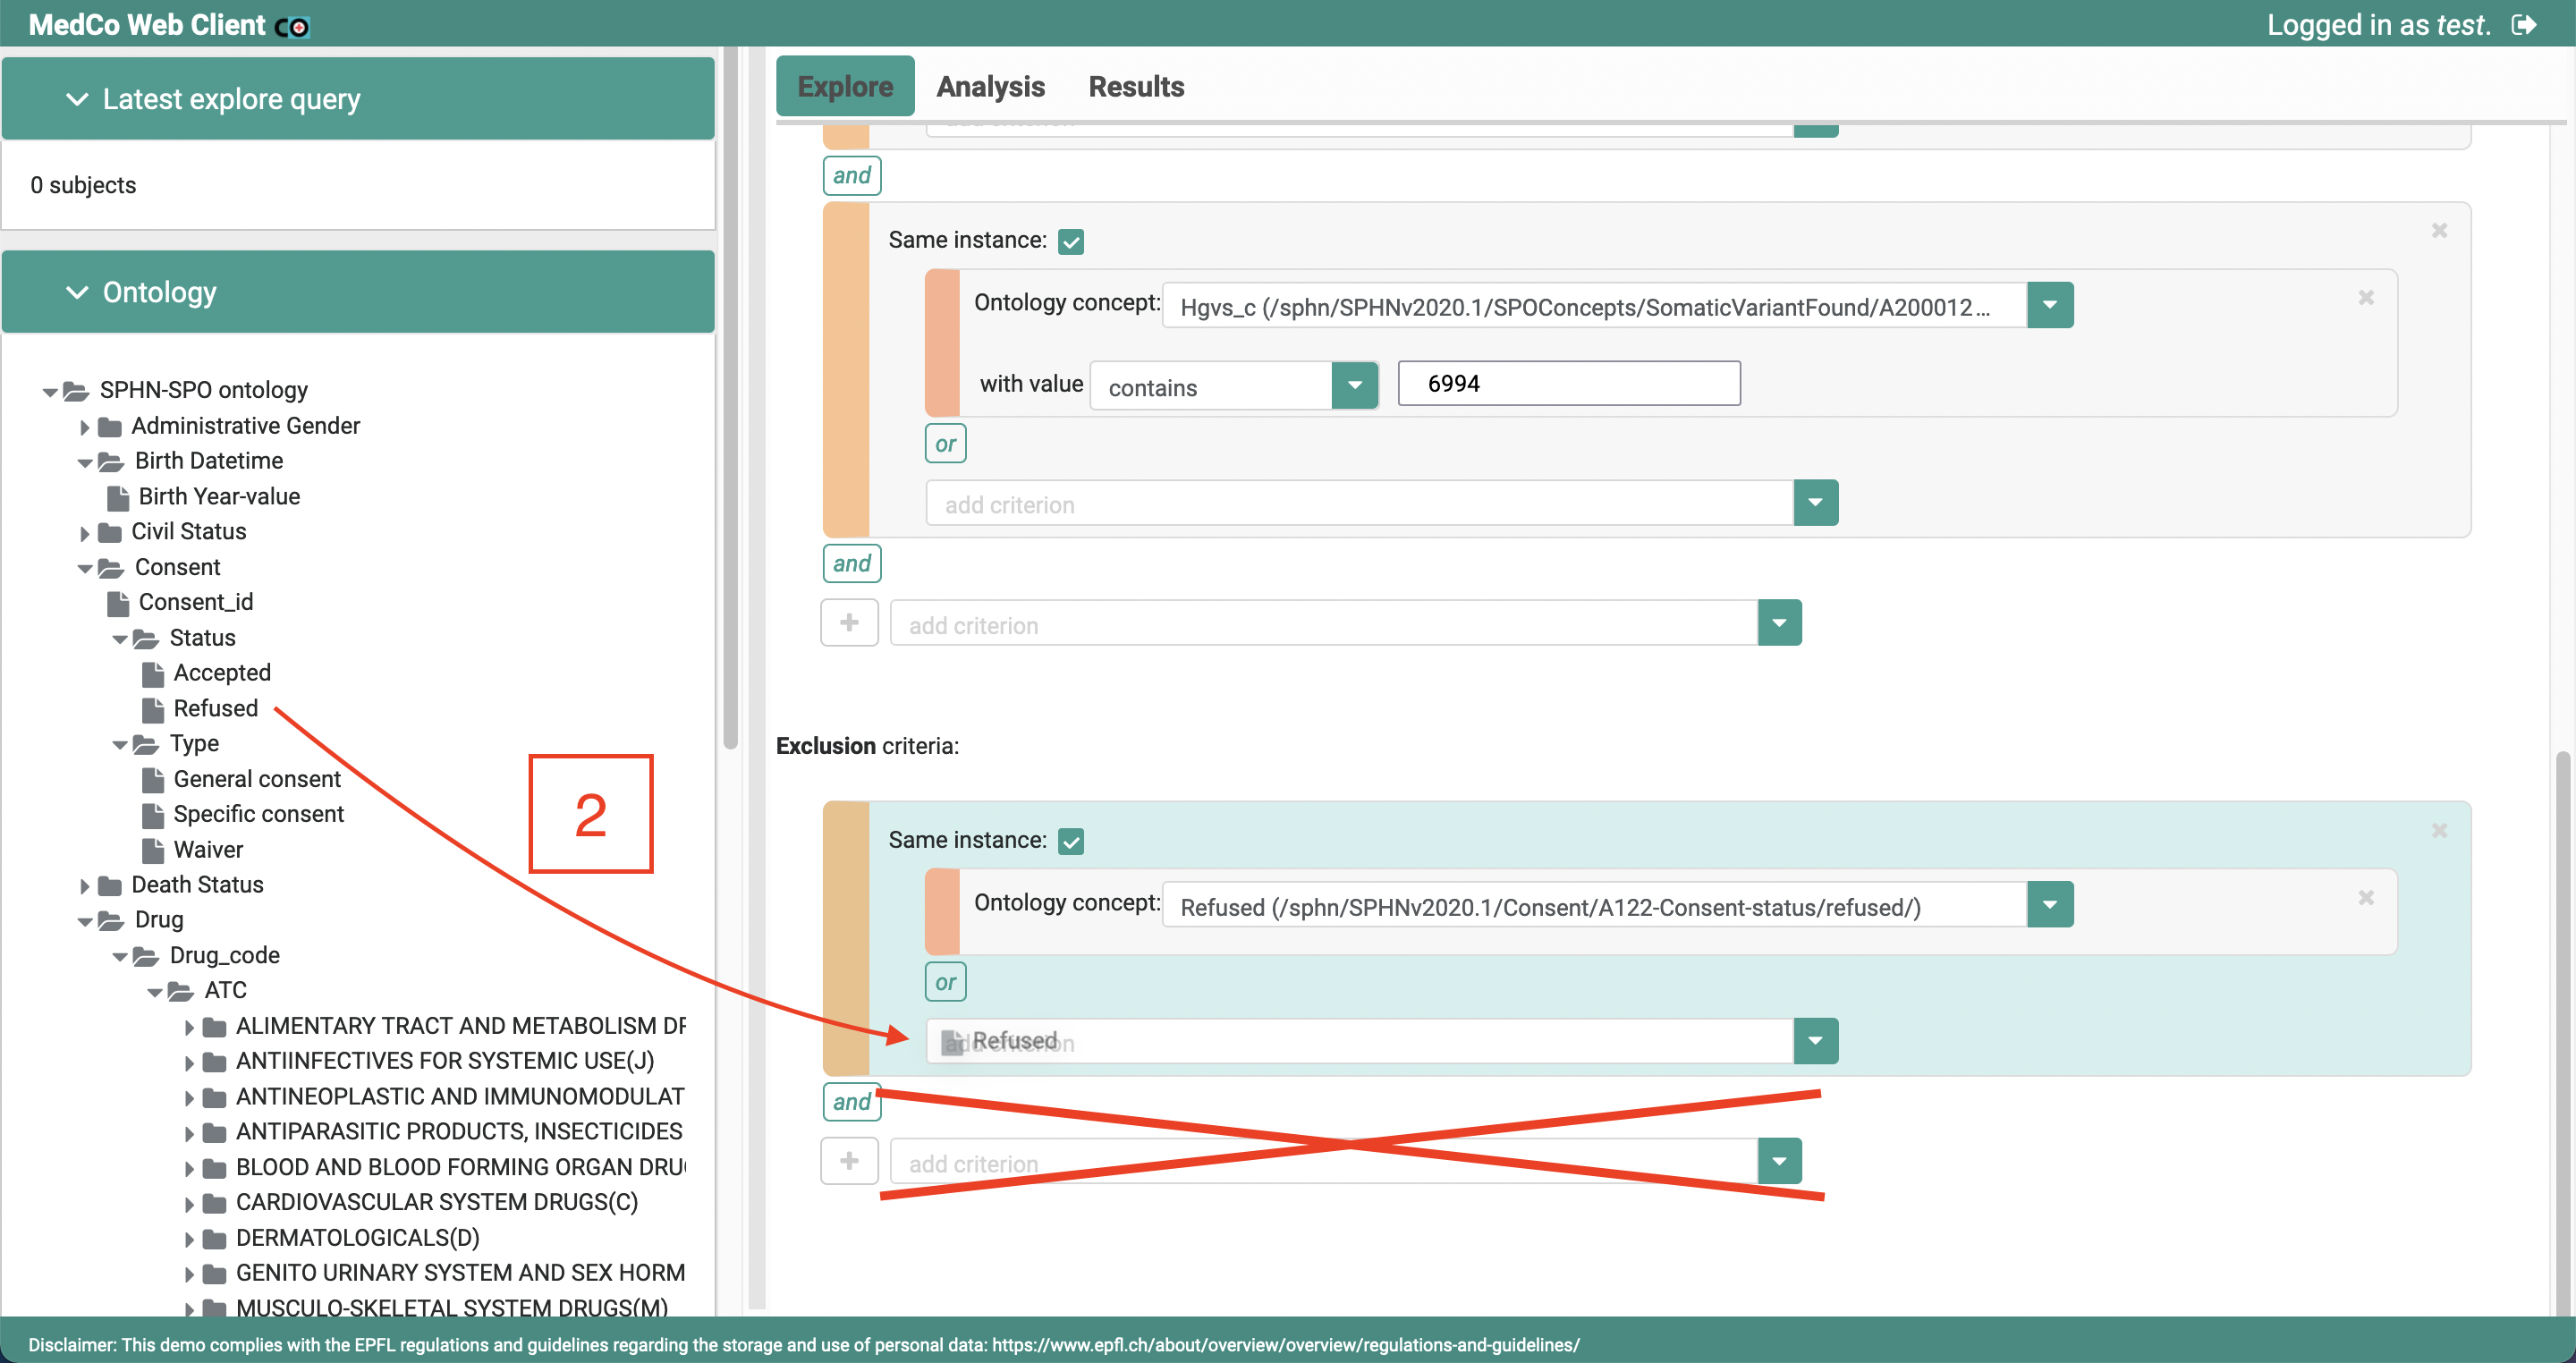 MedCo Web Client
Logged in as test.
Latest explore query
0 subjects
Ontology
SPHN-SPO ontology
Administrative Gender
Birth Datetime
Birth Year-value
Civil Status
Consent
Consent_id
Status
Accepted
Refused
Type
General consent
Specific consent
Waiver
Death Status
Drug
Drug_code
ATC
ALIMENTARY TRACT AND METABOLISM DR
ANTIINFECTIVES FOR SYSTEMIC USE(J)
ANTINEOPLASTIC AND IMMUNOMODULAT
ANTIPARASITIC PRODUCTS, INSECTICIDES
BLOOD AND BLOOD FORMING ORGAN DRU
CARDIOVASCULAR SYSTEM DRUGS(C)
DERMATOLOGICALS(D)
GENITO URINARY SYSTEM AND SEX HORM
MUSCULO-SKELETAL SYSTEM DRUGS(M)
2
Explore Analysis Results
and
Same instance:
Ontology concept: Hgvs_c (/sphn/SPHNv2020.1/SPOConcepts/SomaticVariantFound/A200012...
with value contains 6994
or
add criterion
and
+ add criterion
Exclusion criteria:
Same instance:
Ontology concept: Refused (/sphn/SPHNv2020.1/Consent/A122-Consent-status/refused/)
or
add criterion
Refused
and
+ add criterion
Disclaimer: This demo complies with the EPFL regulations and guidelines regarding the storage and use of personal data: https://www.epfl.ch/about/overview/overview/regulations-and-guidelines/